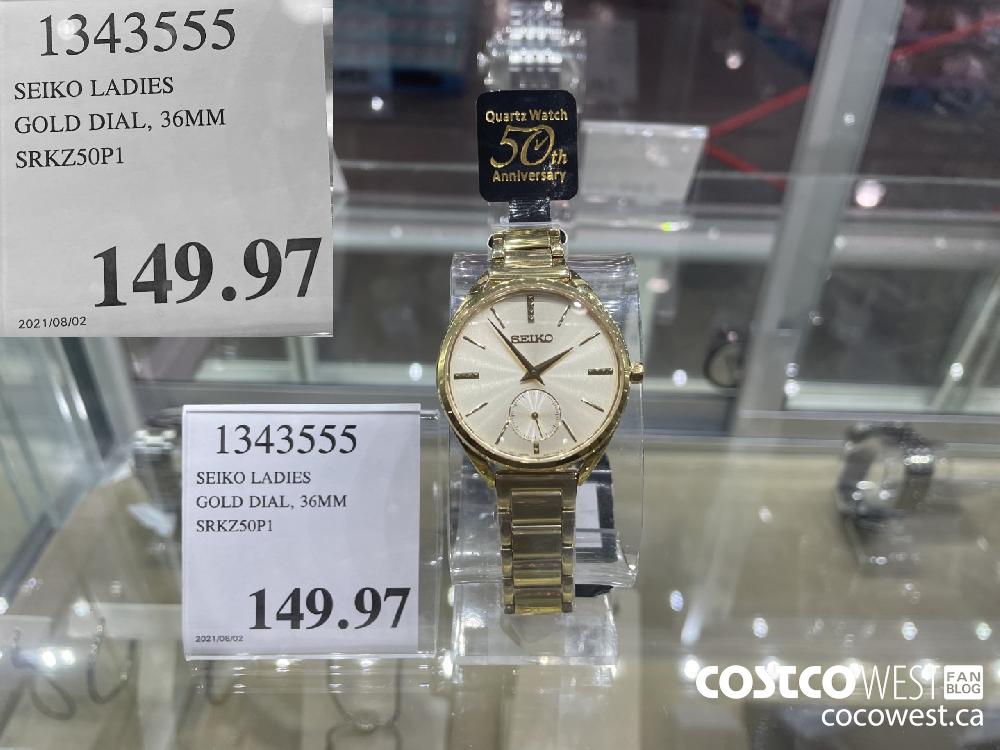 1343555
SEIKO LADIES
GOLD DIAL, 36MM
SRKZ50P1
149.97
2021/08/02
Quartz Watch
50th
Anniversary
SEIKO
1343555
SEIKO LADIES
GOLD DIAL, 36MM
SRKZ50P1
149.97
2021/08/02
COSTCO WEST FAN BLOG
cocowest.ca